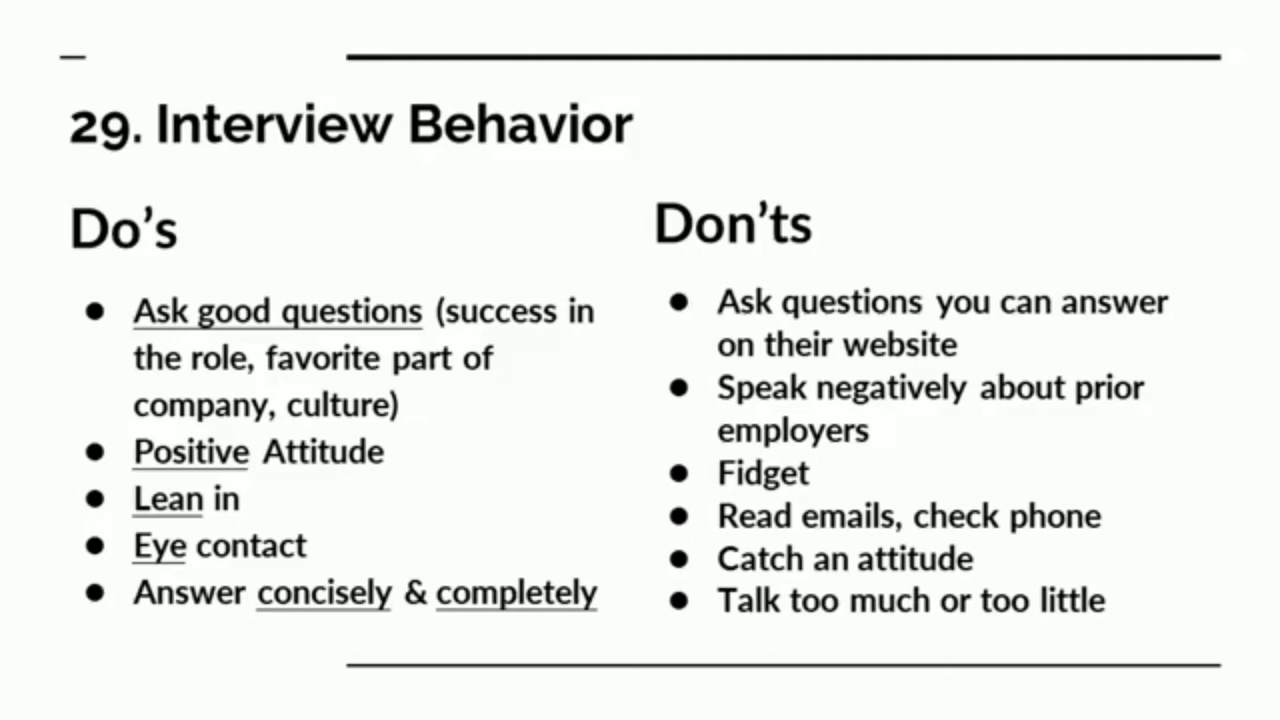 29. Interview Behavior
Do's
● Ask good questions (success in
the role, favorite part of
company, culture)
● Positive Attitude
● Lean in
● Eye contact
● Answer concisely & completely
Don'ts
● Ask questions you can answer
on their website
● Speak negatively about prior
employers
● Fidget
● Read emails, check phone
● Catch an attitude
● Talk too much or too little